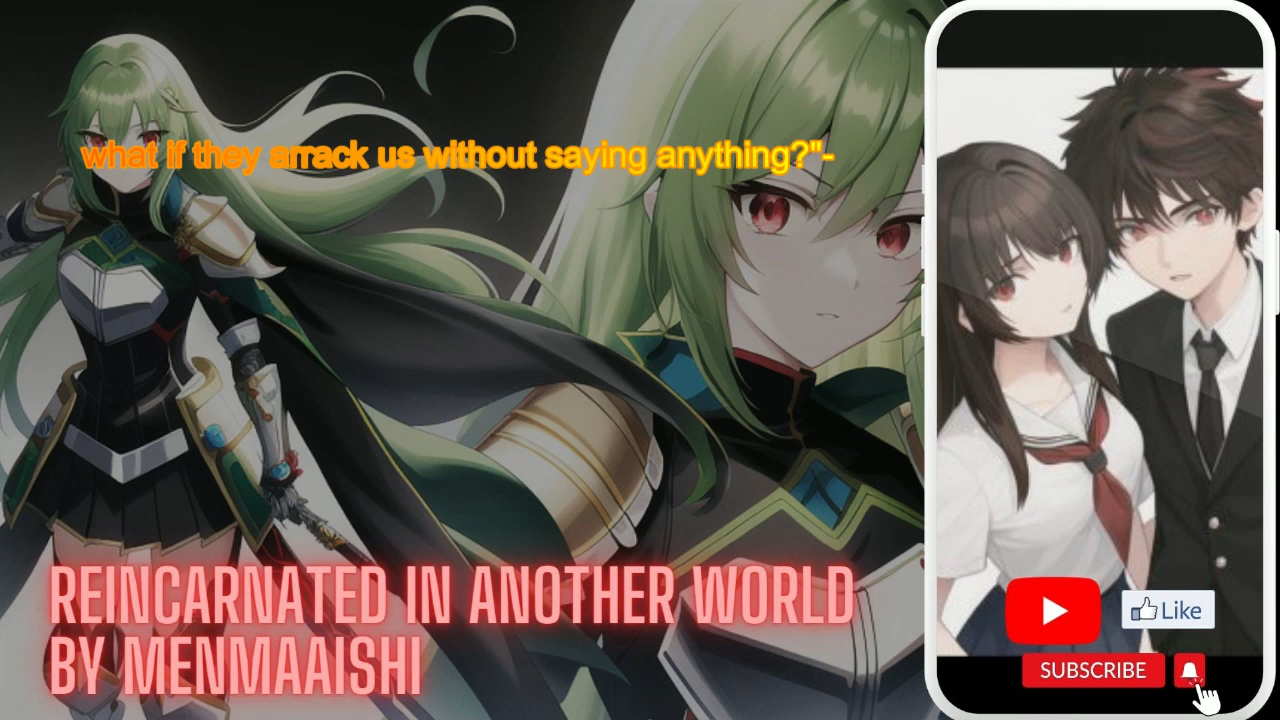 what if they arrack us without saying anything?"-
REINCARNATED IN ANOTHER WORLD
BY MENMAAISHI
Like
SUBSCRIBE